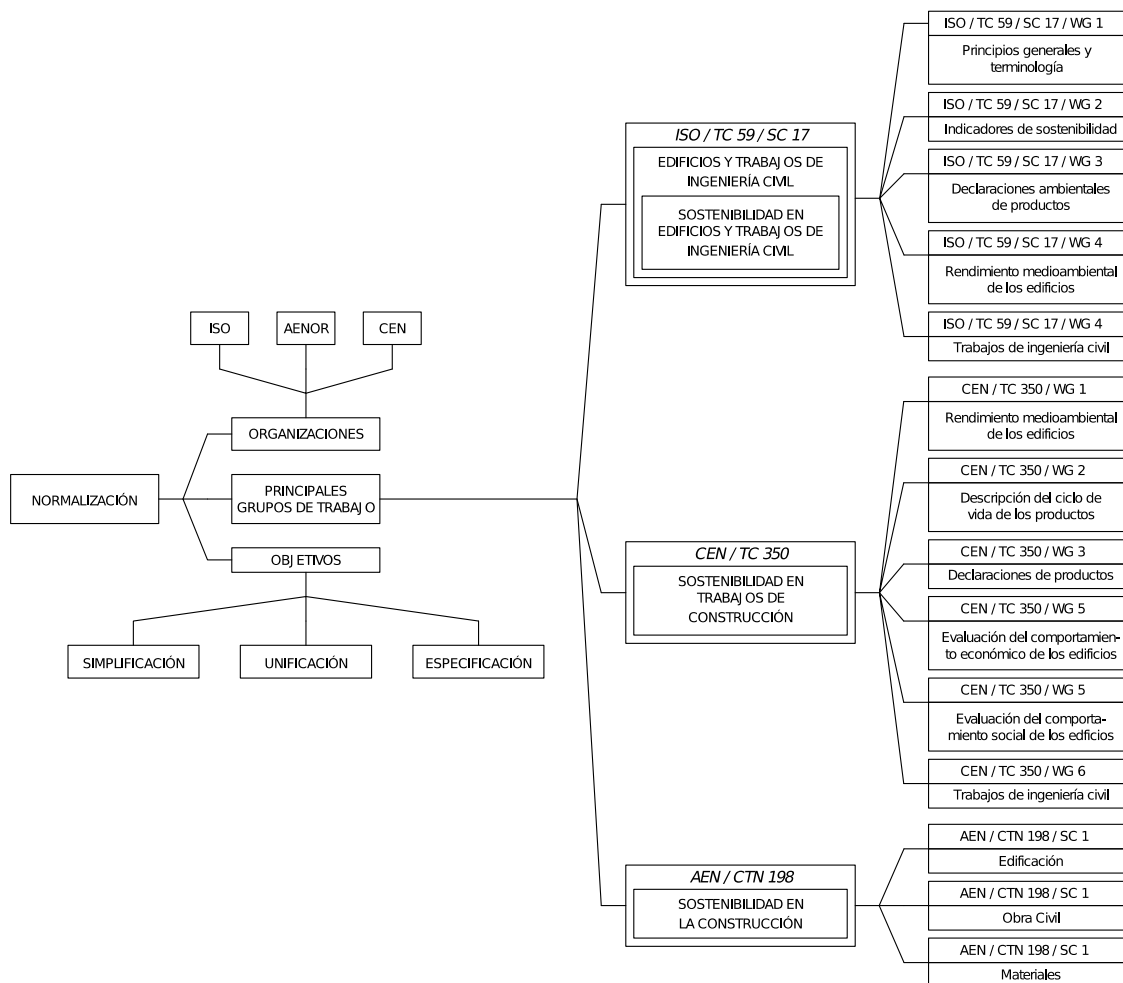 NORMALIZACIÓN
ISO
AENOR
CEN
ORGANIZACIONES
PRINCIPALES
GRUPOS DE TRABAJO
OBJETIVOS
SIMPLIFICACIÓN
UNIFICACIÓN
ESPECIFICACIÓN
ISO / TC 59 / SC 17
EDIFICIOS Y TRABAJOS DE
INGENIERÍA CIVIL
SOSTENIBILIDAD EN
EDIFICIOS Y TRABAJOS DE
INGENIERÍA CIVIL
ISO / TC 59 / SC 17 / WG 1
Principios generales y
terminología
ISO / TC 59 / SC 17 / WG 2
Indicadores de sostenibilidad
ISO / TC 59 / SC 17 / WG 3
Declaraciones ambientales
de productos
ISO / TC 59 / SC 17 / WG 4
Rendimiento medioambiental
de los edificios
ISO / TC 59 / SC 17 / WG 4
Trabajos de ingeniería civil
CEN / TC 350
SOSTENIBILIDAD EN
TRABAJOS DE
CONSTRUCCIÓN
CEN / TC 350 / WG 1
Rendimiento medioambiental
de los edificios
CEN / TC 350 / WG 2
Descripción del ciclo de
vida de los productos
CEN / TC 350 / WG 3
Declaraciones de productos
CEN / TC 350 / WG 5
Evaluación del comportamien-
to económico de los edificios
CEN / TC 350 / WG 5
Evaluación del comporta-
miento social de los edficios
CEN / TC 350 / WG 6
Trabajos de ingeniería civil
AEN / CTN 198
SOSTENIBILIDAD EN
LA CONSTRUCCIÓN
AEN / CTN 198 / SC 1
Edificación
AEN / CTN 198 / SC 1
Obra Civil
AEN / CTN 198 / SC 1
Materiales